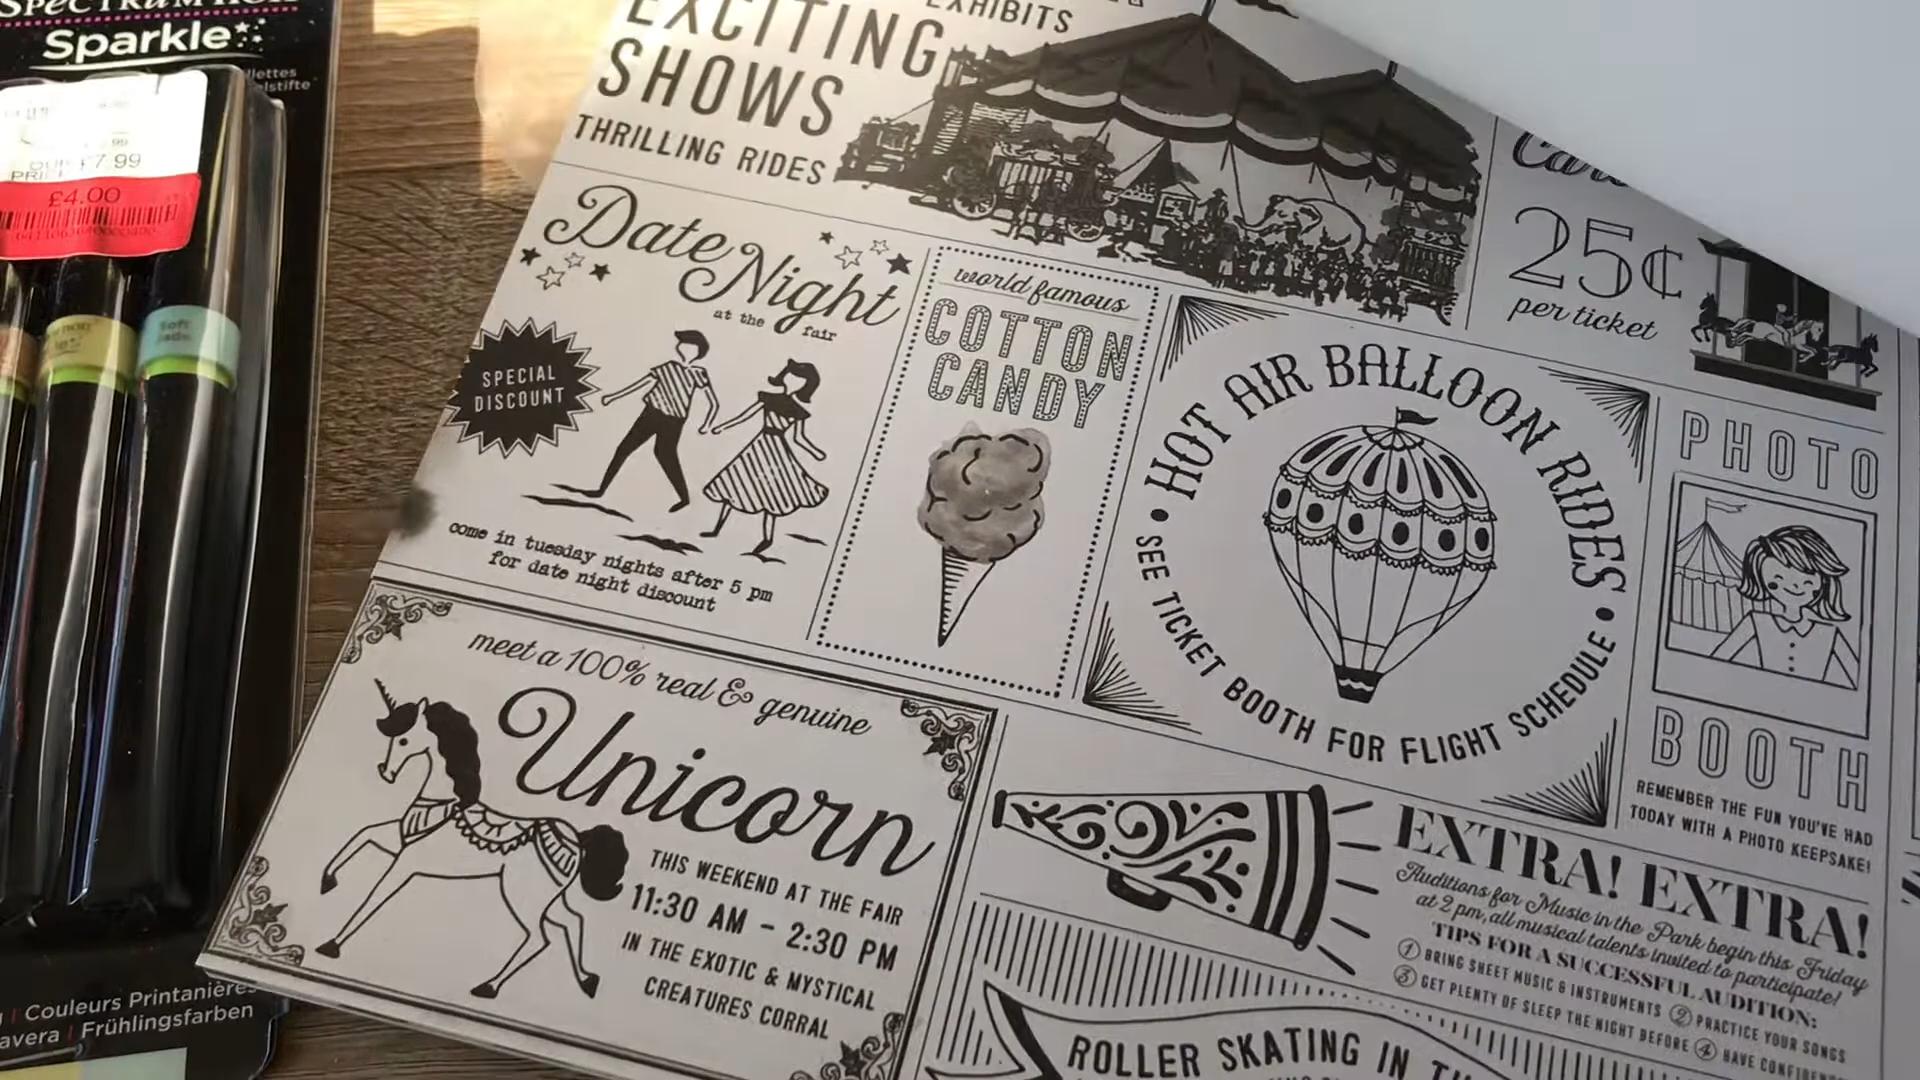 Sparkle
£7.99
£4.00
Couleurs Printanières
Frühlingsfarben
EXHIBITS
EXCITING
SHOWS
THRILLING RIDES
25¢
per ticket
Date Night
at the fair
SPECIAL
DISCOUNT
come in tuesday nights after 5 pm
for date night discount
world famous
COTTON
CANDY
• HOT AIR BALLOON RIDES •
SEE TICKET BOOTH FOR FLIGHT SCHEDULE
PHOTO
BOOTH
REMEMBER THE FUN YOU'VE HAD
TODAY WITH A PHOTO KEEPSAKE!
meet a 100% real & genuine
Unicorn
THIS WEEKEND AT THE FAIR
11:30 AM - 2:30 PM
IN THE EXOTIC & MYSTICAL
CREATURES CORRAL
EXTRA! EXTRA!
Auditions for Music in the Park begin this Friday
at 2 pm, all musical talents invited to participate!
TIPS FOR A SUCCESSFUL AUDITION:
① BRING SHEET MUSIC & INSTRUMENTS ② PRACTICE YOUR SONGS
③ GET PLENTY OF SLEEP THE NIGHT BEFORE ④ HAVE
ROLLER SKATING IN